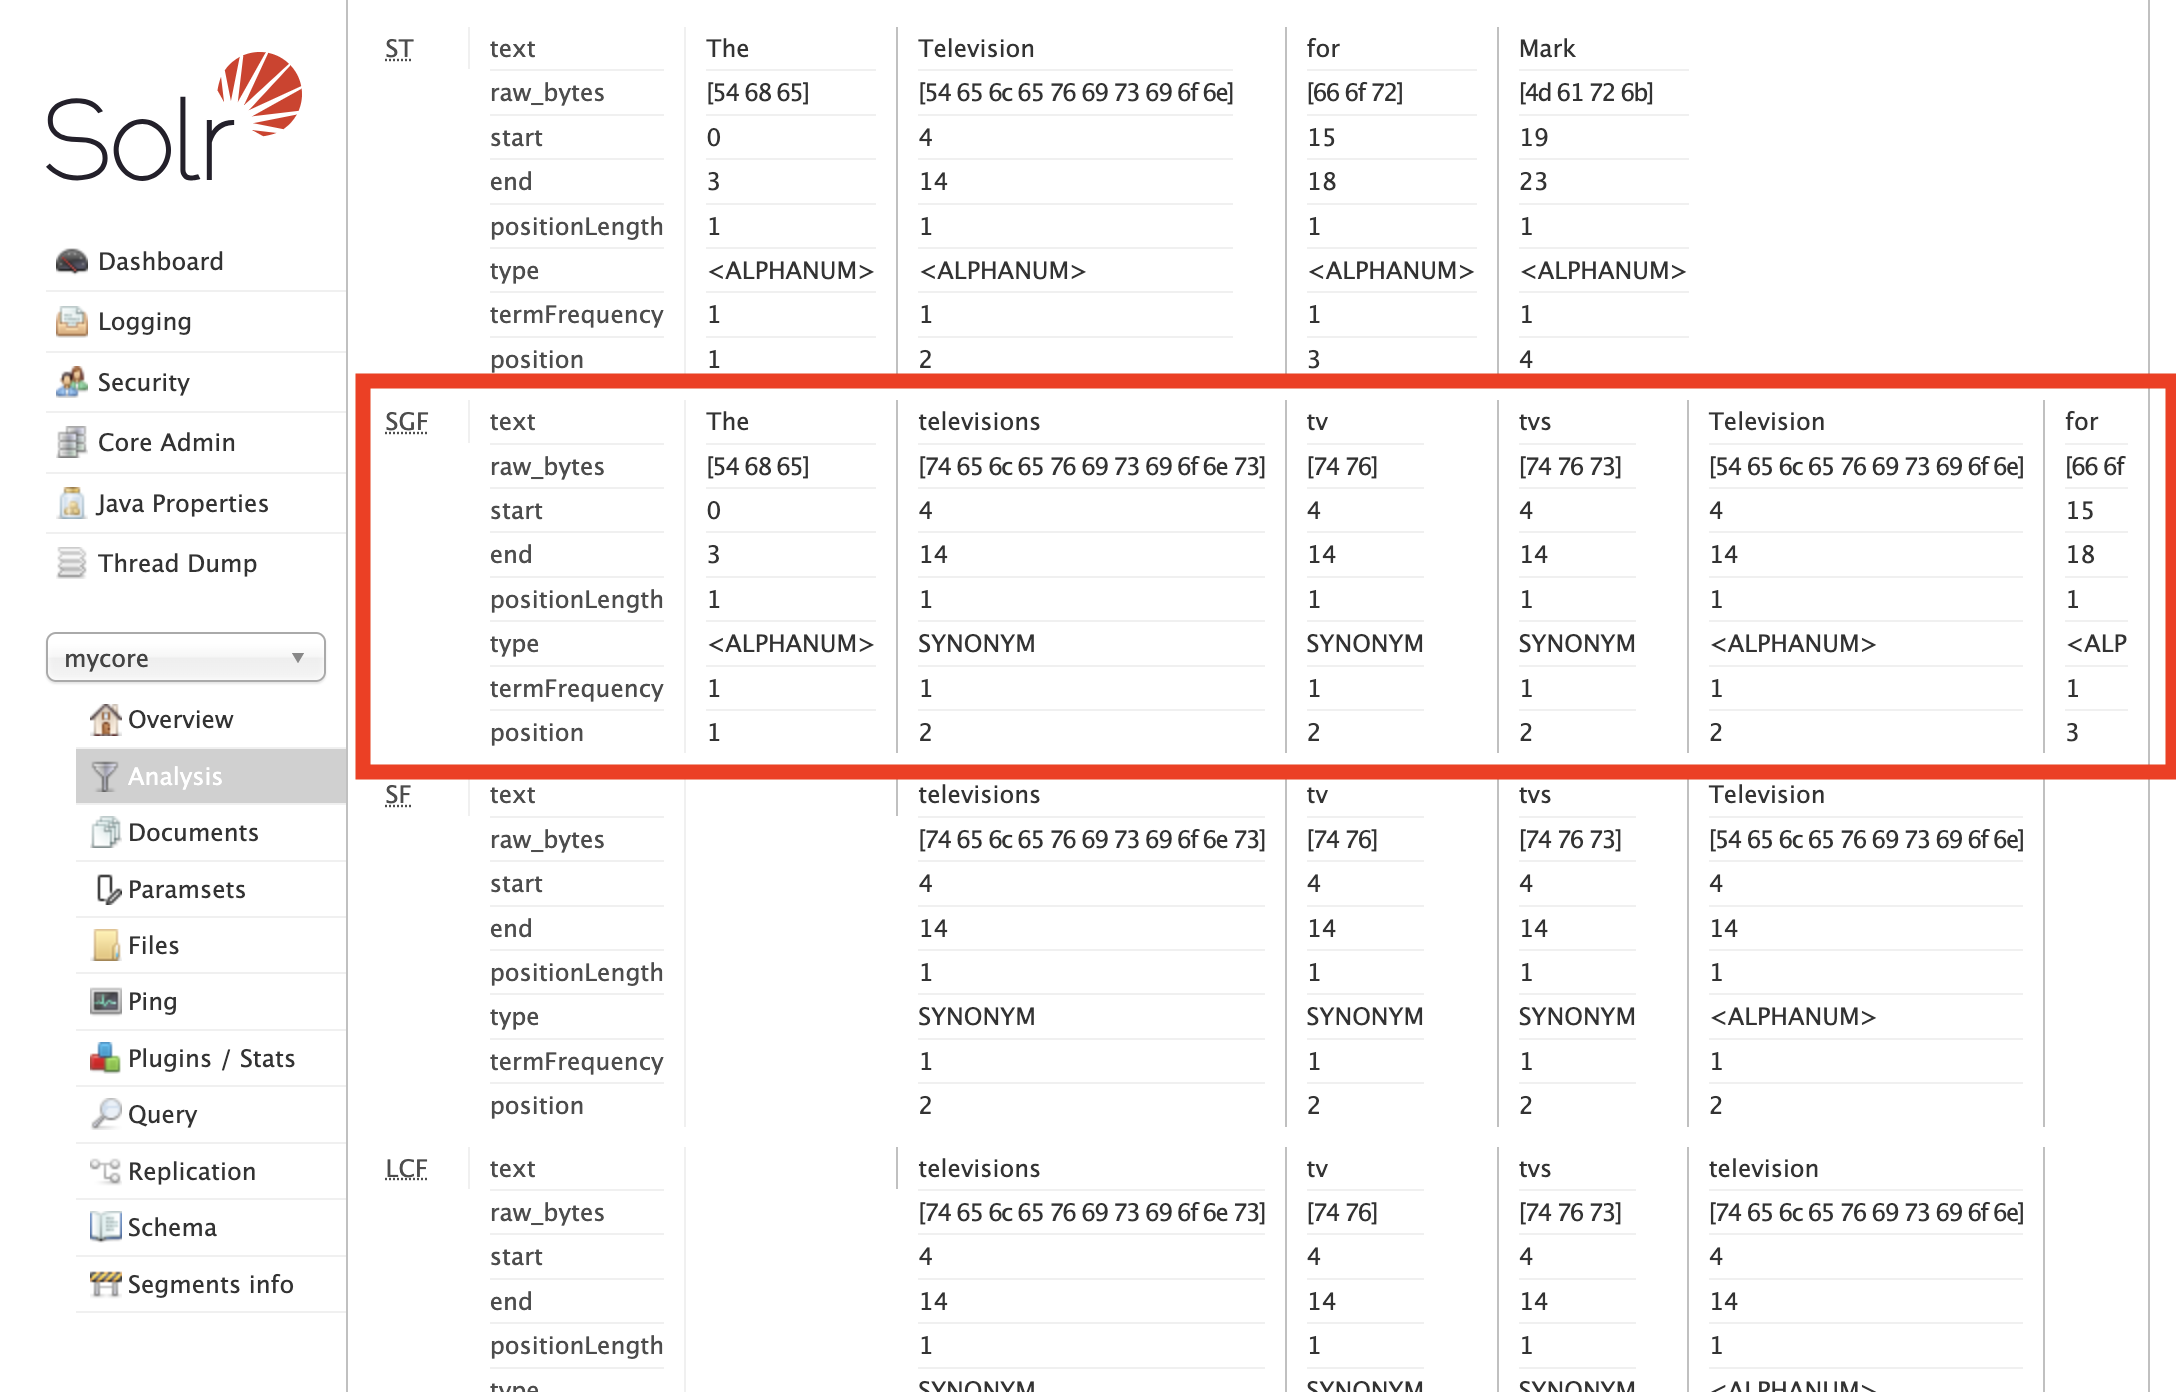 Solr
Dashboard
Logging
Security
Core Admin
Java Properties
Thread Dump
mycore
Overview
Analysis
Documents
Paramsets
Files
Ping
Plugins / Stats
Query
Replication
Schema
Segments info
ST text The Television for Mark
raw_bytes [54 68 65] [54 65 6c 65 76 69 73 69 6f 6e] [66 6f 72] [4d 61 72 6b]
start 0 4 15 19
end 3 14 18 23
positionLength 1 1 1 1
type <ALPHANUM> <ALPHANUM> <ALPHANUM> <ALPHANUM>
termFrequency 1 1 1 1
position 1 2 3 4
SGF text The televisions tv tvs Television for
raw_bytes [54 68 65] [74 65 6c 65 76 69 73 69 6f 6e 73] [74 76] [74 76 73] [54 65 6c 65 76 69 73 69 6f 6e] [66 6f
start 0 4 4 4 4 15
end 3 14 14 14 14 18
positionLength 1 1 1 1 1 1
type <ALPHANUM> SYNONYM SYNONYM SYNONYM <ALPHANUM> <ALP
termFrequency 1 1 1 1 1 1
position 1 2 2 2 2 3
SF text televisions tv tvs Television
raw_bytes [74 65 6c 65 76 69 73 69 6f 6e 73] [74 76] [74 76 73] [54 65 6c 65 76 69 73 69 6f 6e]
start 4 4 4 4
end 14 14 14 14
positionLength 1 1 1 1
type SYNONYM SYNONYM SYNONYM <ALPHANUM>
termFrequency 1 1 1 1
position 2 2 2 2
LCF text televisions tv tvs television
raw_bytes [74 65 6c 65 76 69 73 69 6f 6e 73] [74 76] [74 76 73] [74 65 6c 65 76 69 73 69 6f 6e]
start 4 4 4 4
end 14 14 14 14
positionLength 1 1 1 1
type SYNONYM SYNONYM SYNONYM <ALPHANUM>